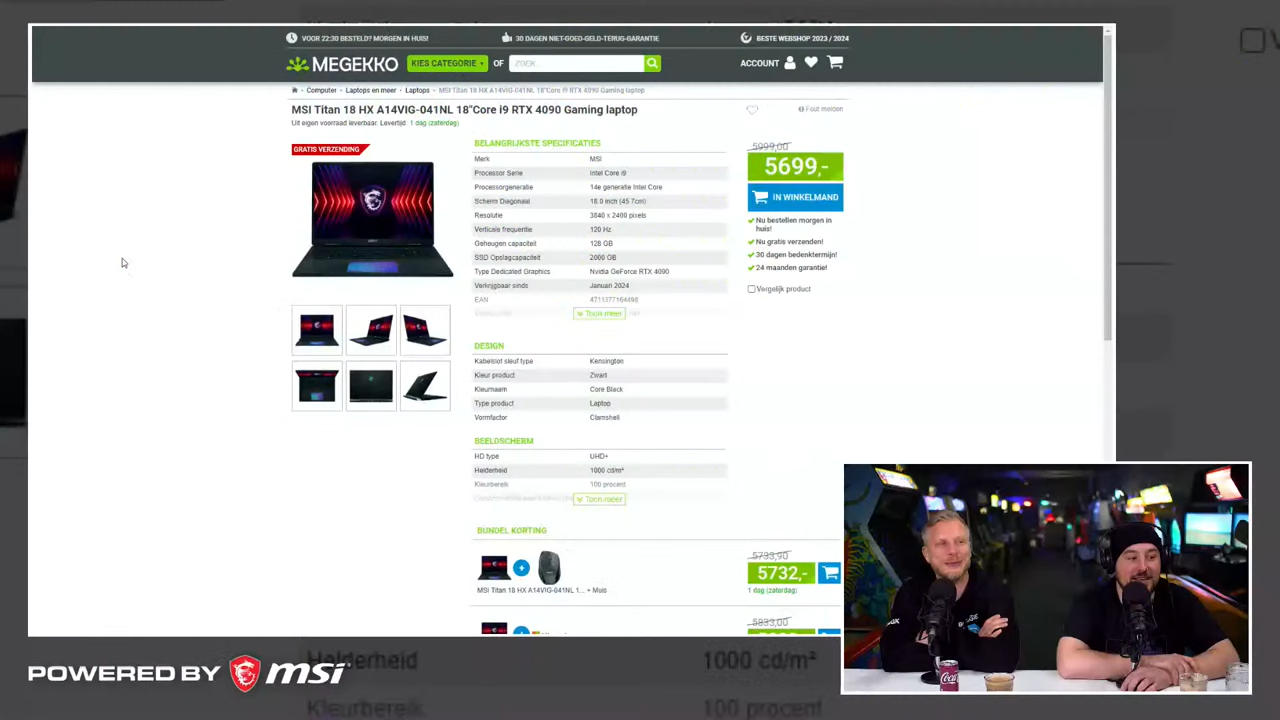 VOOR 22:30 BESTELD? MORGEN IN HUIS!
30 DAGEN NIET-GOED-GELD-TERUG-GARANTIE
BESTE WEBSHOP 2023 / 2024
MEGEKKO
KIES CATEGORIE
OF
ZOEK...
ACCOUNT
Computer
Laptops en meer
Laptops
MSI Titan 18 HX A14VIG-041NL 18"Core i9 RTX 4090 Gaming laptop
MSI Titan 18 HX A14VIG-041NL 18"Core i9 RTX 4090 Gaming laptop
Fout melden
Uit eigen voorraad leverbaar. Levertijd 1 dag (zaterdag)
GRATIS VERZENDING
BELANGRIJKSTE SPECIFICATIES
Merk MSI
Processor Serie Intel Core i9
Processorgeneratie 14e generatie Intel Core
Scherm Diagonaal 18.0 inch (45.7cm)
Resolutie 3840 x 2400 pixels
Verticale frequentie 120 Hz
Geheugen capaciteit 128 GB
SSD Opslagcapaciteit 2000 GB
Type Dedicated Graphics Nvidia GeForce RTX 4090
Verkrijgbaar sinds Januari 2024
EAN 4711377164498
Toon meer
5999,00
5699,-
IN WINKELMAND
Nu bestellen morgen in
huis!
Nu gratis verzenden!
30 dagen bedenktermijn!
24 maanden garantie!
Vergelijk product
DESIGN
Kabelslot sleuf type Kensington
Kleur product Zwart
Kleurnaam Core Black
Type product Laptop
Vormfactor Clamshell
BEELDSCHERM
HD type UHD+
Helderheid 1000 cd/m²
Kleurbereik 100 procent
Toon meer
BUNDEL KORTING
MSI Titan 18 HX A14VIG-041NL 1... + Muis
5733,90
5732,-
1 dag (zaterdag)
5833,00
POWERED BY msi
Helderheid 1000 cd/m²
Kleurbereik 100 procent